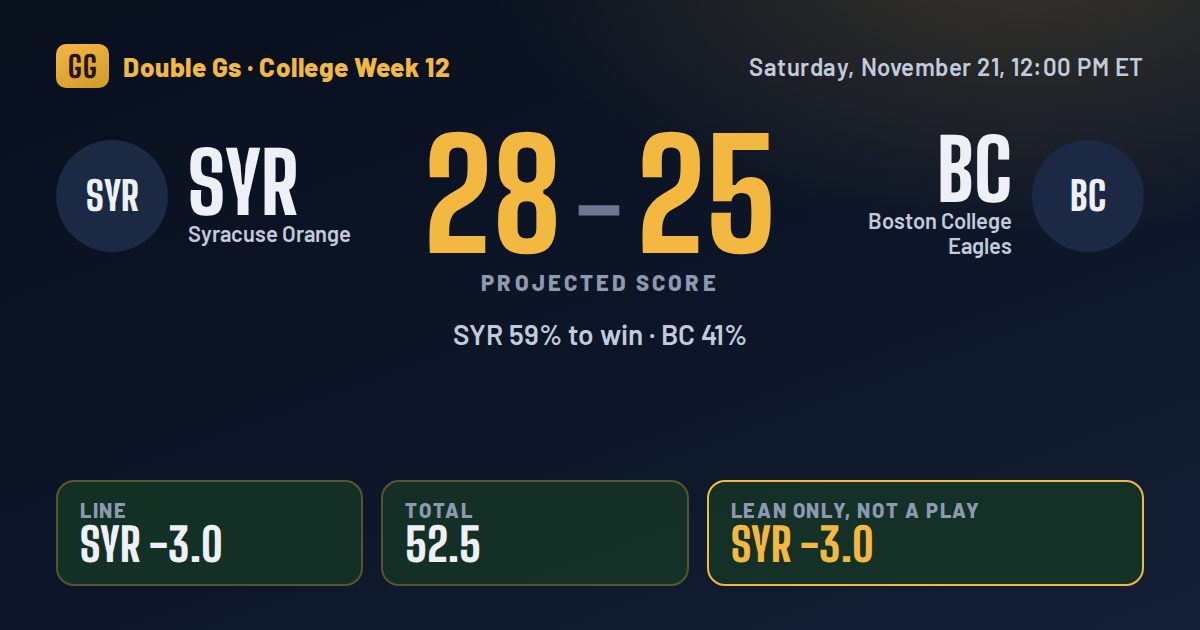 GG
Double Gs · College Week 12
Saturday, November 21, 12:00 PM ET
SYR
SYR
Syracuse Orange
28 – 25
PROJECTED SCORE
SYR 59% to win · BC 41%
BC
Boston College
Eagles
BC
LINE
SYR −3.0
TOTAL
52.5
LEAN ONLY, NOT A PLAY
SYR −3.0